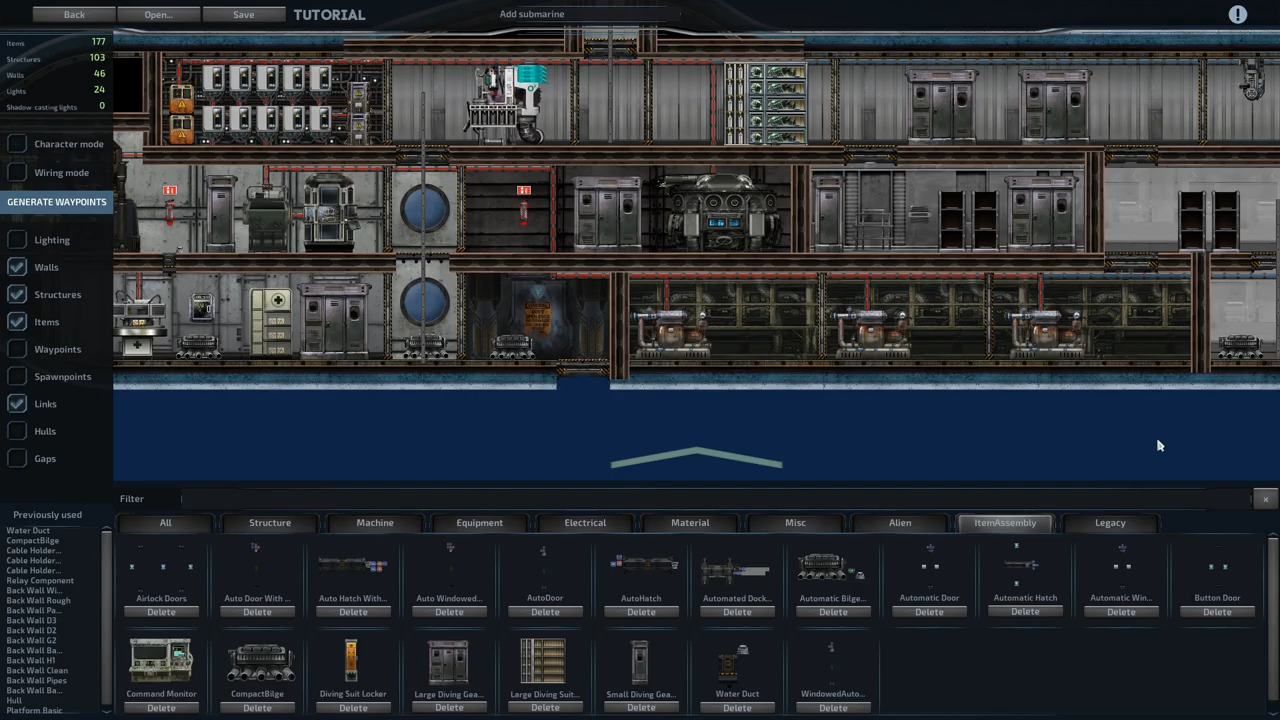 Back
Open...
Save
TUTORIAL
Add submarine
Items 177
Structures 103
Walls 46
Lights 24
Shadow-casting lights 0
Character mode
Wiring mode
GENERATE WAYPOINTS
Lighting
Walls
Structures
Items
Waypoints
Spawnpoints
Links
Hulls
Gaps
Filter
Previously used
Water Duct
CompactBilge
Cable Holder...
Cable Holder...
Cable Holder...
Relay Component
Back Wall Wi...
Back Wall Rough
Back Wall Pa...
Back Wall D3
Back Wall D2
Back Wall G2
Back Wall Ba...
Back Wall H1
Back Wall Clean
Back Wall Pipes
Back Wall Ba...
Hull
Platform Basic
All
Structure
Machine
Equipment
Electrical
Material
Misc
Alien
ItemAssembly
Legacy
Airlock Doors
Auto Door With ...
Auto Hatch With...
Auto Windowed...
AutoDoor
AutoHatch
Automated Dock...
Automatic Bilge...
Automatic Door
Automatic Hatch
Automatic Win...
Button Door
Delete
Delete
Delete
Delete
Delete
Delete
Delete
Delete
Delete
Delete
Delete
Delete
Command Monitor
CompactBilge
Diving Suit Locker
Large Diving Gea...
Large Diving Suit...
Small Diving Gea...
Water Duct
WindowedAuto...
Delete
Delete
Delete
Delete
Delete
Delete
Delete
Delete